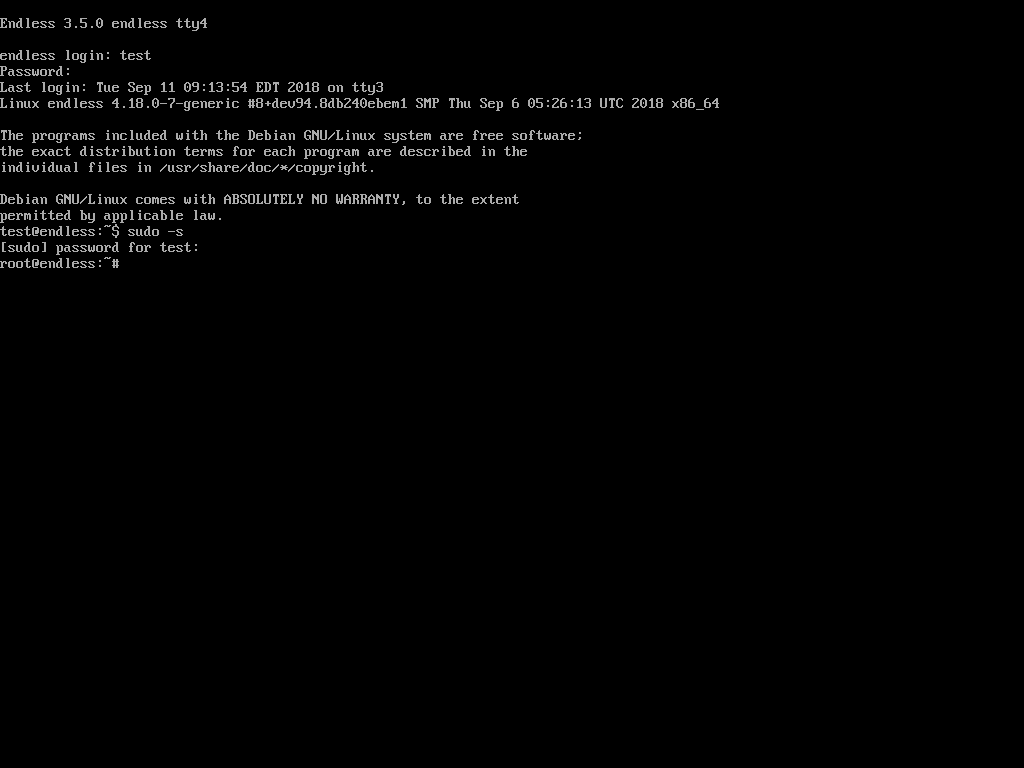 Endless 3.5.0 endless tty4
endless login: test
Password:
Last login: Tue Sep 11 09:13:54 EDT 2018 on tty3
Linux endless 4.18.0-7-generic #8+dev94.8db240ebem1 SMP Thu Sep 6 05:26:13 UTC 2018 x86_64
The programs included with the Debian GNU/Linux system are free software;
the exact distribution terms for each program are described in the
individual files in /usr/share/doc/*/copyright.
Debian GNU/Linux comes with ABSOLUTELY NO WARRANTY, to the extent
permitted by applicable law.
test@endless:~$ sudo -s
[sudo] password for test:
root@endless:~#